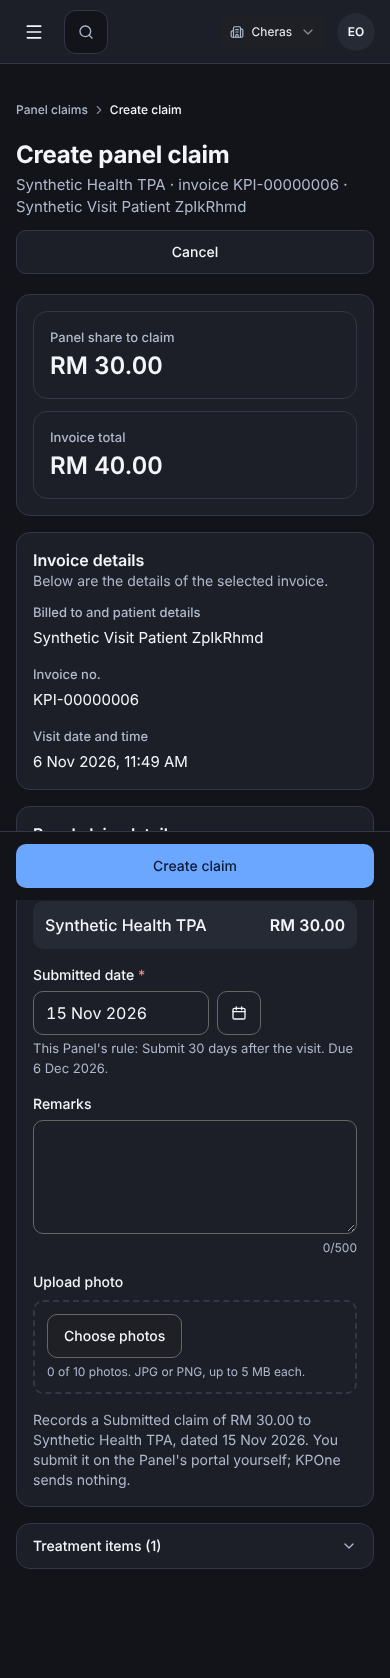 Cheras
EO
Panel claims
Create claim
Create panel claim
Synthetic Health TPA · invoice KPI-00000006 ·
Synthetic Visit Patient ZplkRhmd
Cancel
Panel share to claim
RM 30.00
Invoice total
RM 40.00
Invoice details
Below are the details of the selected invoice.
Billed to and patient details
Synthetic Visit Patient ZplkRhmd
Invoice no.
KPI-00000006
Visit date and time
6 Nov 2026, 11:49 AM
Create claim
Synthetic Health TPA RM 30.00
Submitted date *
15 Nov 2026
This Panel's rule: Submit 30 days after the visit. Due
6 Dec 2026.
Remarks
0/500
Upload photo
Choose photos
0 of 10 photos. JPG or PNG, up to 5 MB each.
Records a Submitted claim of RM 30.00 to
Synthetic Health TPA, dated 15 Nov 2026. You
submit it on the Panel's portal yourself; KPOne
sends nothing.
Treatment items (1)